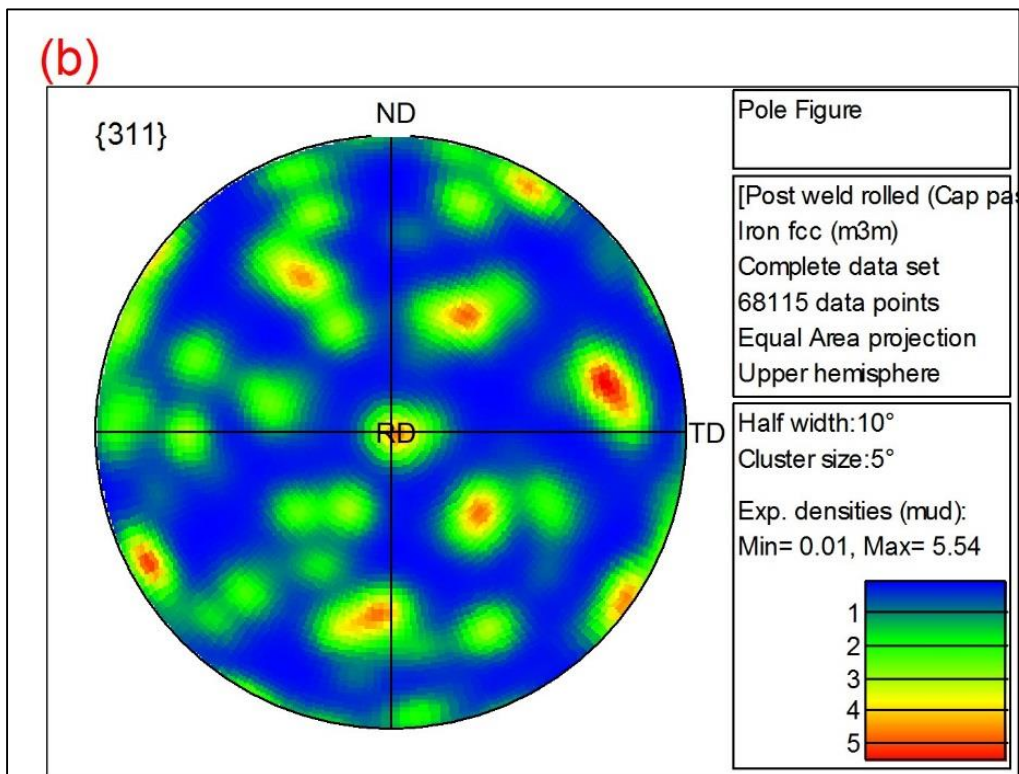 (b)
{311}
ND
RD
TD
Pole Figure
[Post weld rolled (Cap pas
Iron fcc (m3m)
Complete data set
68115 data points
Equal Area projection
Upper hemisphere
Half width:10°
Cluster size:5°
Exp. densities (mud):
Min= 0.01, Max= 5.54
1
2
3
4
5